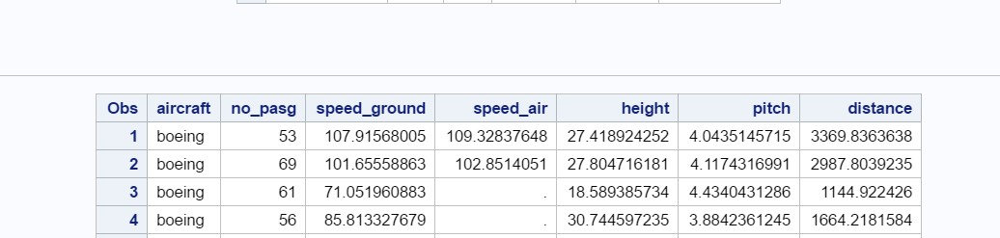 Obs aircraft no_pasg speed_ground speed_air height pitch distance
1 boeing 53 107.91568005 109.32837648 27.418924252 4.0435145715 3369.8363638
2 boeing 69 101.65558863 102.8514051 27.804716181 4.1174316991 2987.8039235
3 boeing 61 71.051960883 . 18.589385734 4.4340431286 1144.922426
4 boeing 56 85.813327679 . 30.744597235 3.8842361245 1664.2181584